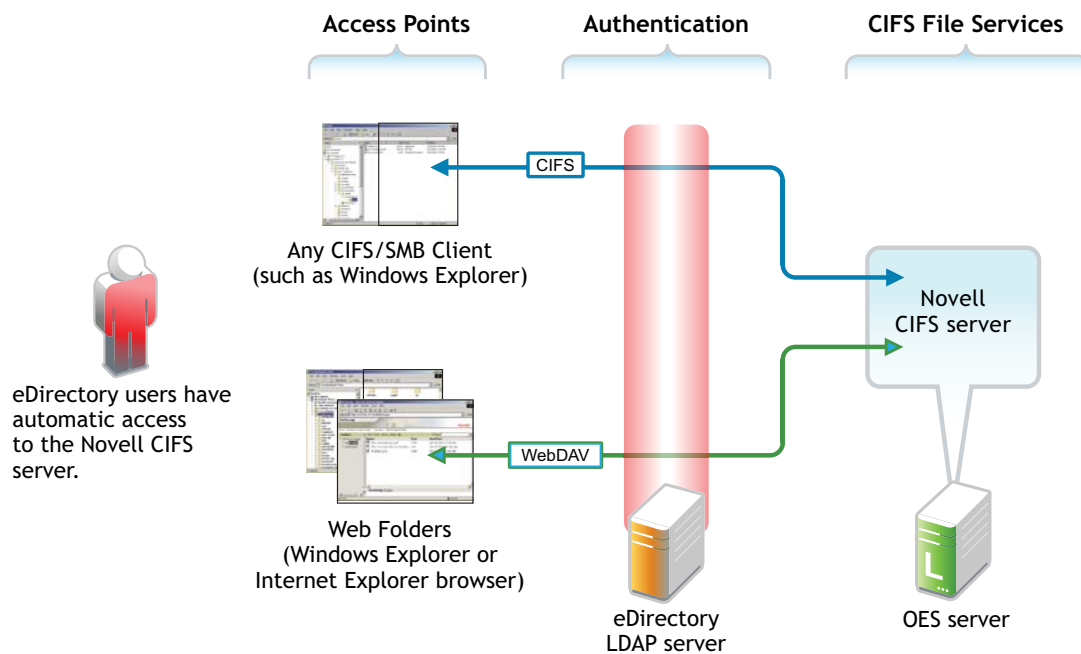 Access Points
Authentication
CIFS File Services
CIFS
Any CIFS/SMB Client
(such as Windows Explorer)
Novell
CIFS server
eDirectory users have
automatic access
to the Novell CIFS
server.
WebDAV
Web Folders
(Windows Explorer or
Internet Explorer browser)
eDirectory
LDAP server
L
OES server